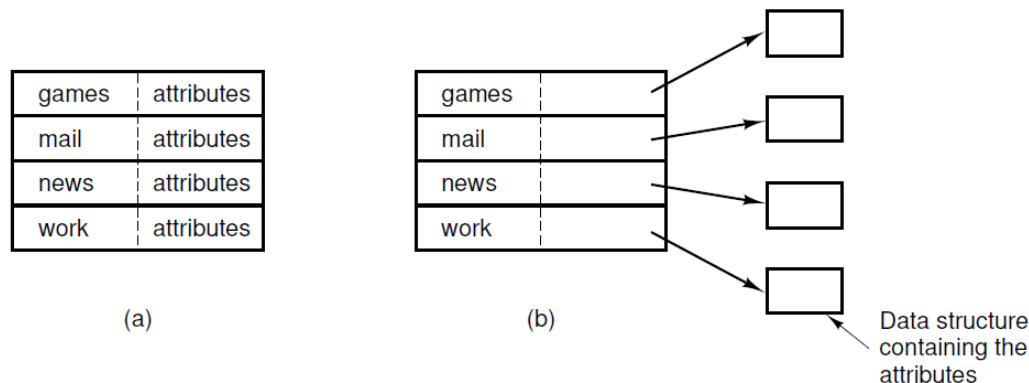 games attributes
mail attributes
news attributes
work attributes
(a)
games
mail
news
work
(b)
Data structure
containing the
attributes